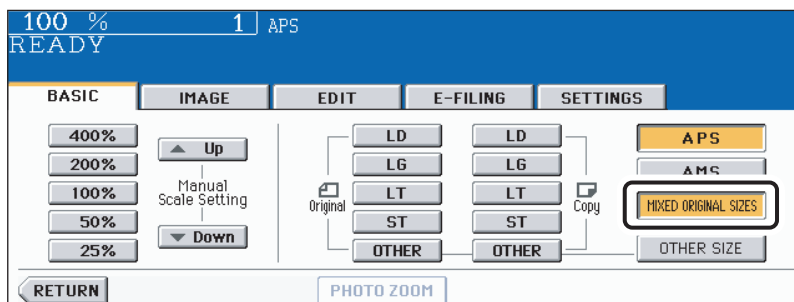 100 % 1 APS
READY
BASIC IMAGE EDIT E-FILING SETTINGS
400% Up LD LD APS
200% LG LG AMS
100% Manual Scale Setting Original LT LT Copy MIXED ORIGINAL SIZES
50% ST ST
25% Down OTHER OTHER OTHER SIZE
RETURN PHOTO ZOOM